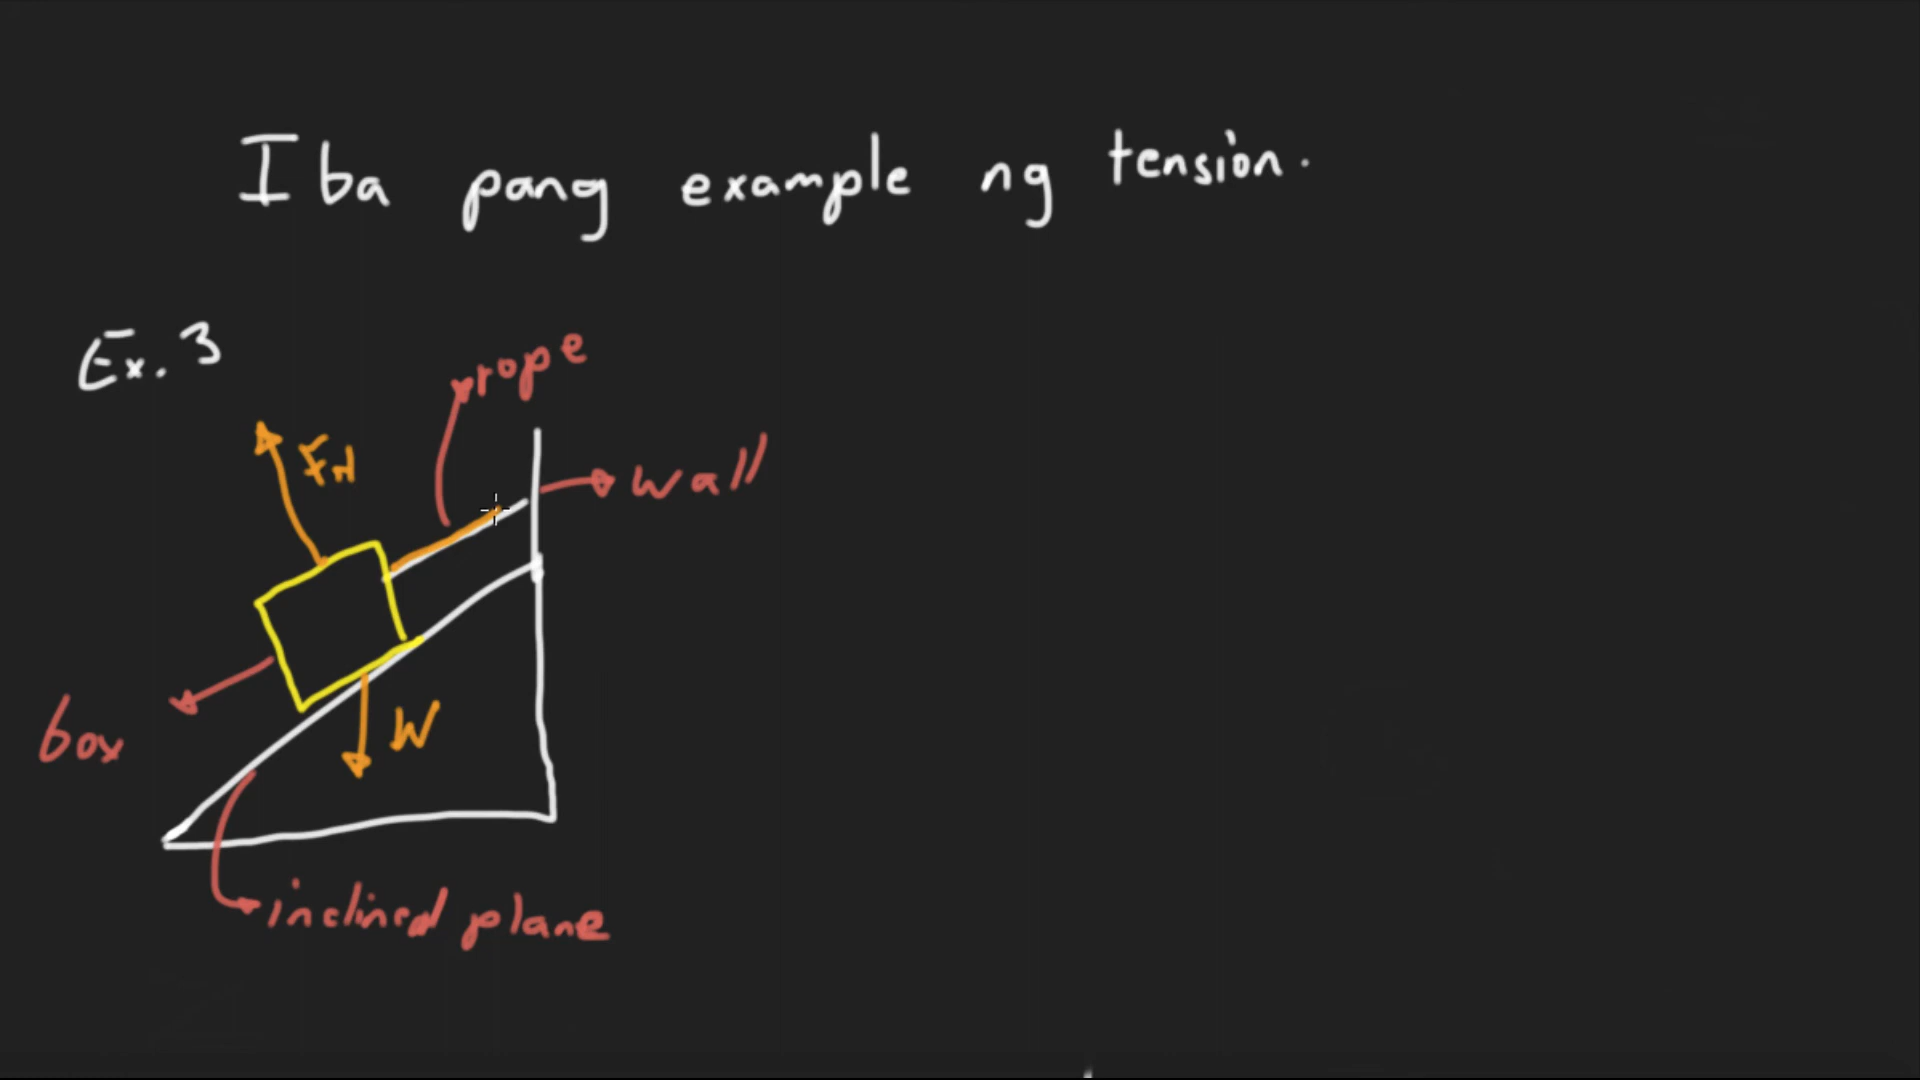 Iba pang example ng tension.
Ex. 3
rope
FN
wall
box
W
inclined plane